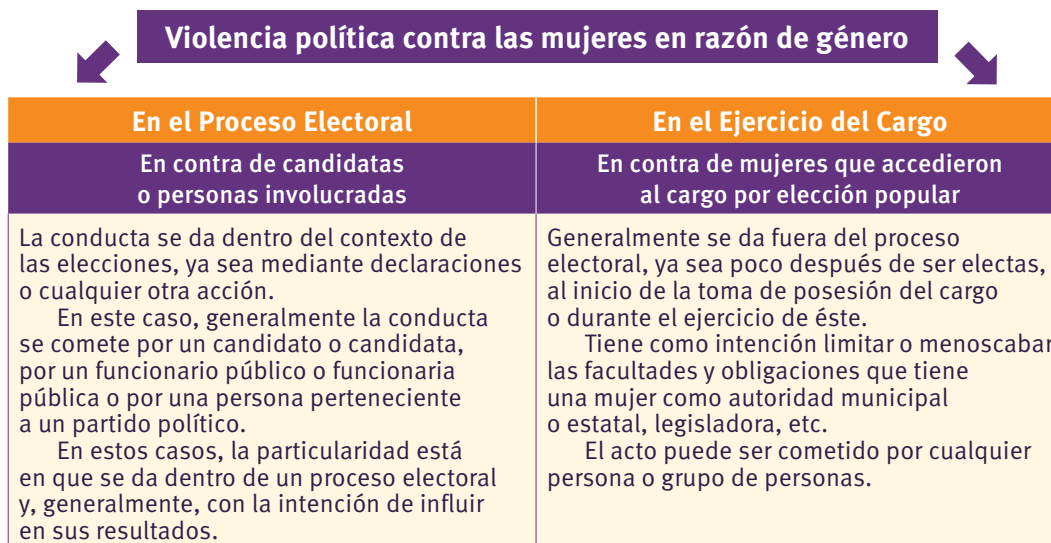 Violencia política contra las mujeres en razón de género
En el Proceso Electoral
En contra de candidatas
o personas involucradas
La conducta se da dentro del contexto de
las elecciones, ya sea mediante declaraciones
o cualquier otra acción.
En este caso, generalmente la conducta
se comete por un candidato o candidata,
por un funcionario público o funcionaria
pública o por una persona perteneciente
a un partido político.
En estos casos, la particularidad está
en que se da dentro de un proceso electoral
y, generalmente, con la intención de influir
en sus resultados.
En el Ejercicio del Cargo
En contra de mujeres que accedieron
al cargo por elección popular
Generalmente se da fuera del proceso
electoral, ya sea poco después de ser electas,
al inicio de la toma de posesión del cargo
o durante el ejercicio de éste.
Tiene como intención limitar o menoscabar
las facultades y obligaciones que tiene
una mujer como autoridad municipal
o estatal, legisladora, etc.
El acto puede ser cometido por cualquier
persona o grupo de personas.